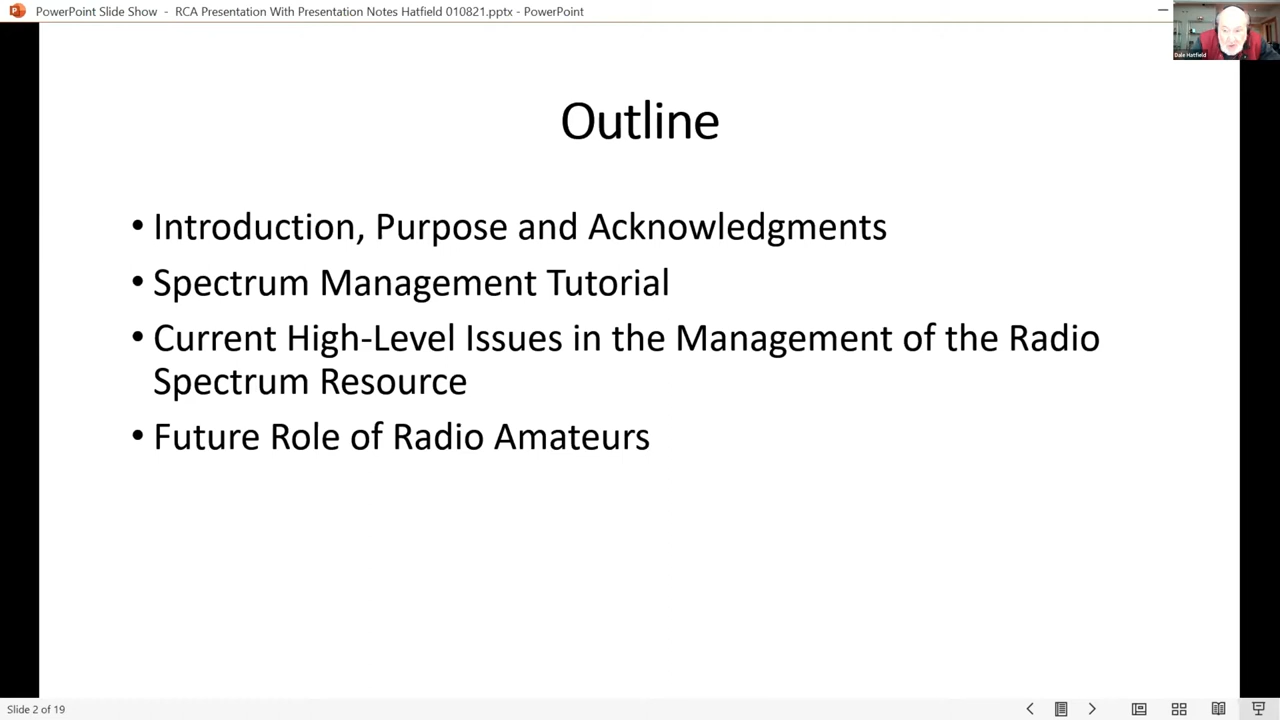 PowerPoint Slide Show - RCA Presentation With Presentation Notes Hatfield 010821.pptx - PowerPoint
Dale Hatfield
Outline
• Introduction, Purpose and Acknowledgments
• Spectrum Management Tutorial
• Current High-Level Issues in the Management of the Radio
Spectrum Resource
• Future Role of Radio Amateurs
Slide 2 of 19